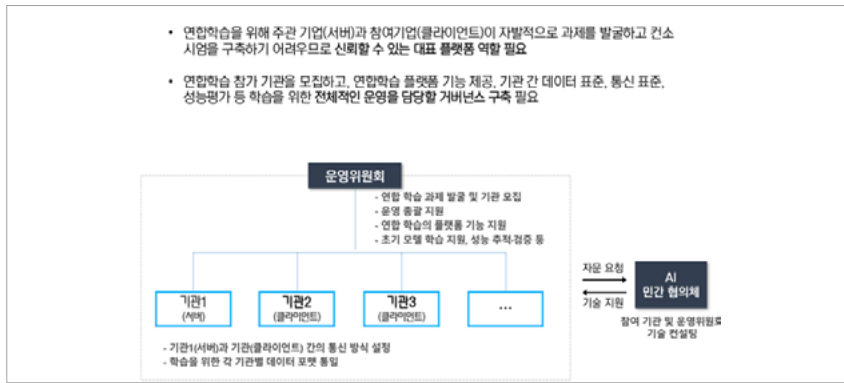 • 연합학습을 위해 주관 기업(서버)과 참여기업(클라이언트)이 자발적으로 과제를 발굴하고 컨소
시엄을 구축하기 어려우므로 신뢰할 수 있는 대표 플랫폼 역할 필요
• 연합학습 참가 기관을 모집하고, 연합학습 플랫폼 기능 제공, 기관 간 데이터 표준, 통신 표준,
성능평가 등 학습을 위한 전체적인 운영을 담당할 거버넌스 구축 필요
운영위원회
- 연합 학습 과제 발굴 및 기관 모집
- 운영 총괄 지원
- 연합 학습의 플랫폼 기능 지원
- 초기 모델 학습 지원, 성능 추적·검증 등
기관1
(서버)
기관2
(클라이언트)
기관3
(클라이언트)
...
자문 요청
기술 지원
AI
민간 협의체
참여 기관 및 운영위원회
기술 컨설팅
- 기관1(서버)과 기관(클라이언트) 간의 통신 방식 설정
- 학습을 위한 각 기관별 데이터 포맷 통일